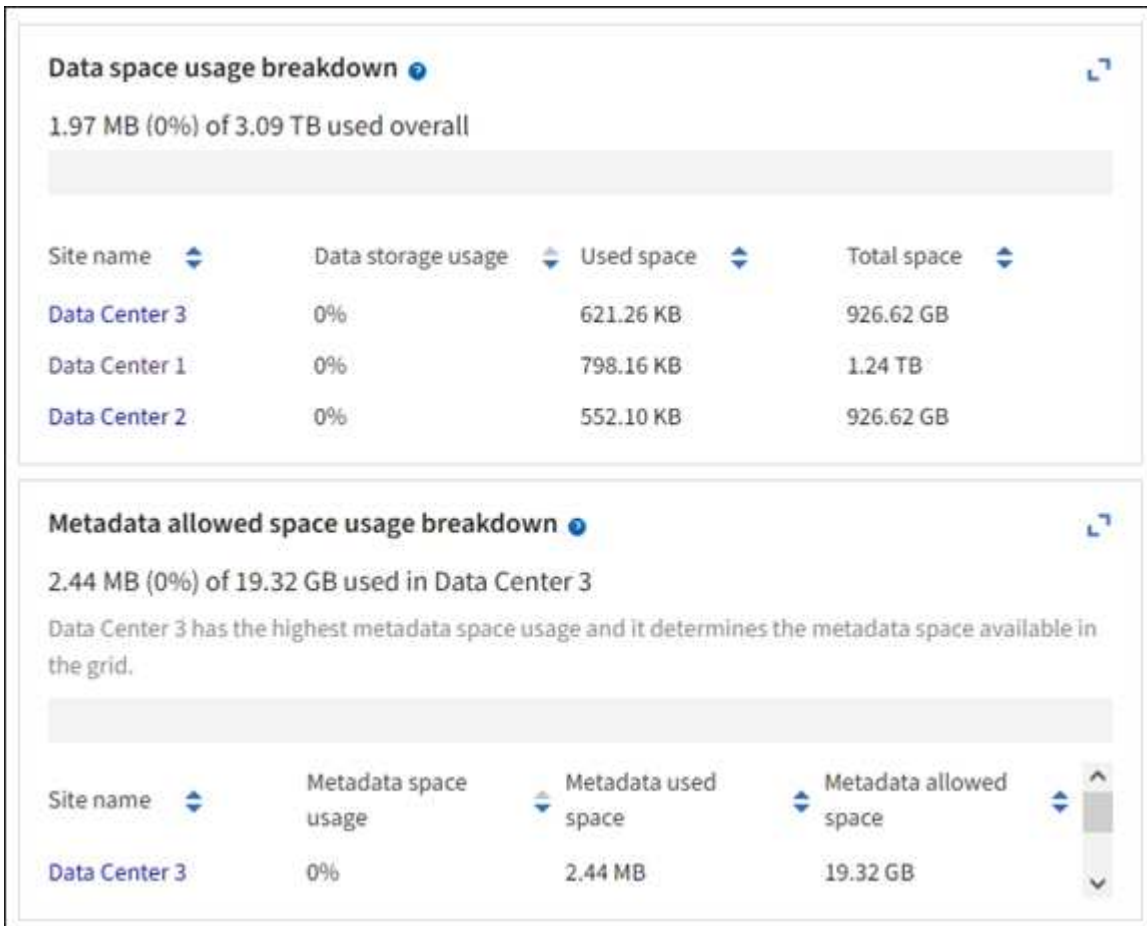 Data space usage breakdown
1.97 MB (0%) of 3.09 TB used overall
Site name Data storage usage Used space Total space
Data Center 3 0% 621.26 KB 926.62 GB
Data Center 1 0% 798.16 KB 1.24 TB
Data Center 2 0% 552.10 KB 926.62 GB
Metadata allowed space usage breakdown
2.44 MB (0%) of 19.32 GB used in Data Center 3
Data Center 3 has the highest metadata space usage and it determines the metadata space available in
the grid.
Site name Metadata space usage Metadata used space Metadata allowed space
Data Center 3 0% 2.44 MB 19.32 GB